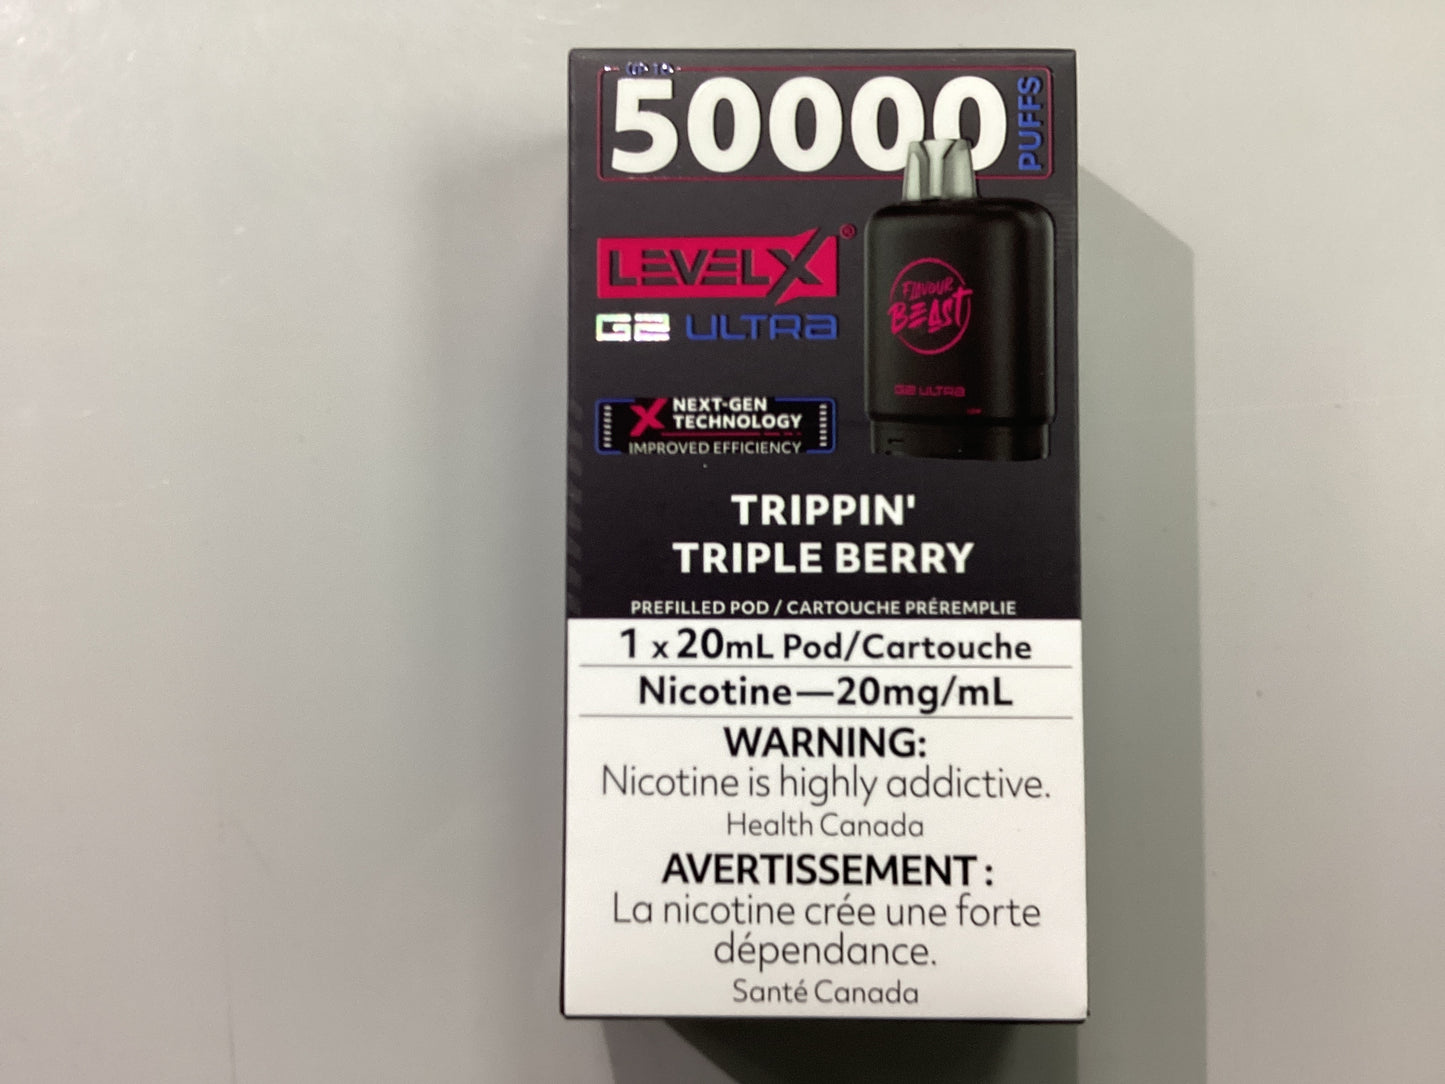 UP TO
50000
PUFFS
LEVEL X®
G2 ULTRA
FLAVOUR
BEAST
G2 ULTRA
X NEXT-GEN
TECHNOLOGY
IMPROVED EFFICIENCY
TRIPPIN'
TRIPLE BERRY
PREFILLED POD / CARTOUCHE PRÉREMPLIE
1 x 20mL Pod/Cartouche
Nicotine—20mg/mL
WARNING:
Nicotine is highly addictive.
Health Canada
AVERTISSEMENT :
La nicotine crée une forte
dépendance.
Santé Canada